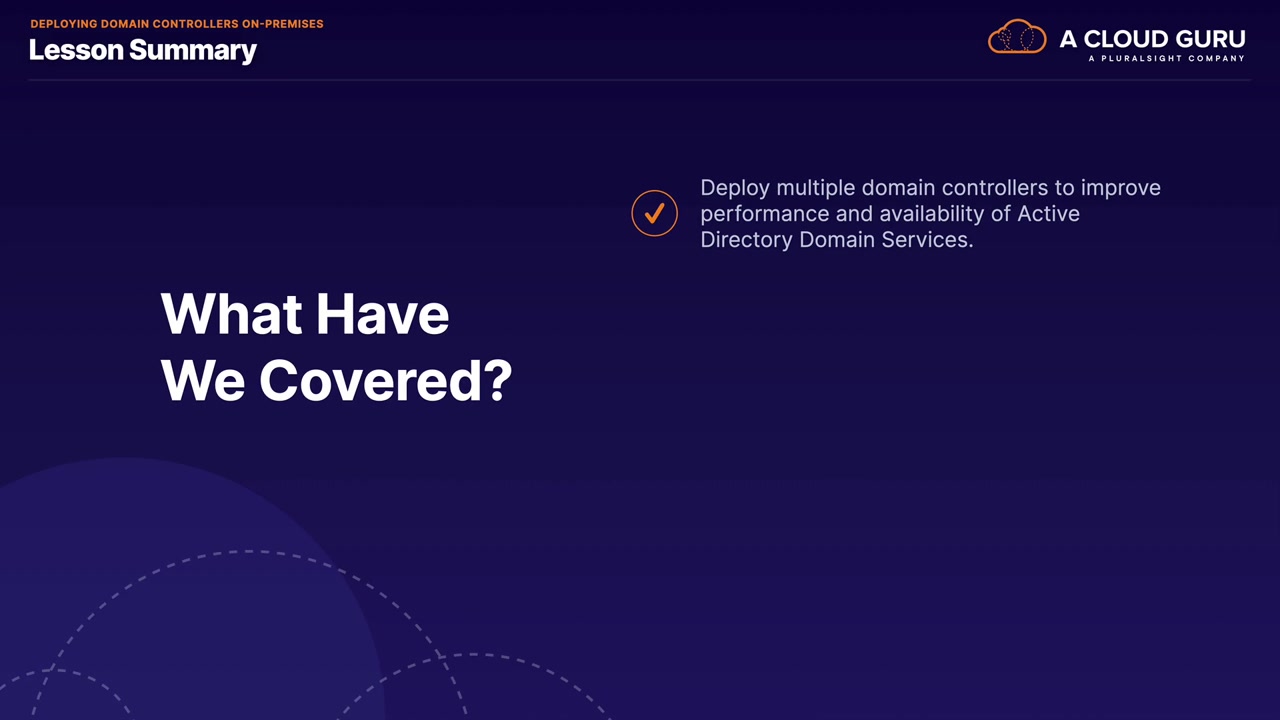 DEPLOYING DOMAIN CONTROLLERS ON-PREMISES
Lesson Summary
A CLOUD GURU
A PLURALSIGHT COMPANY
Deploy multiple domain controllers to improve
performance and availability of Active
Directory Domain Services.
What Have
We Covered?